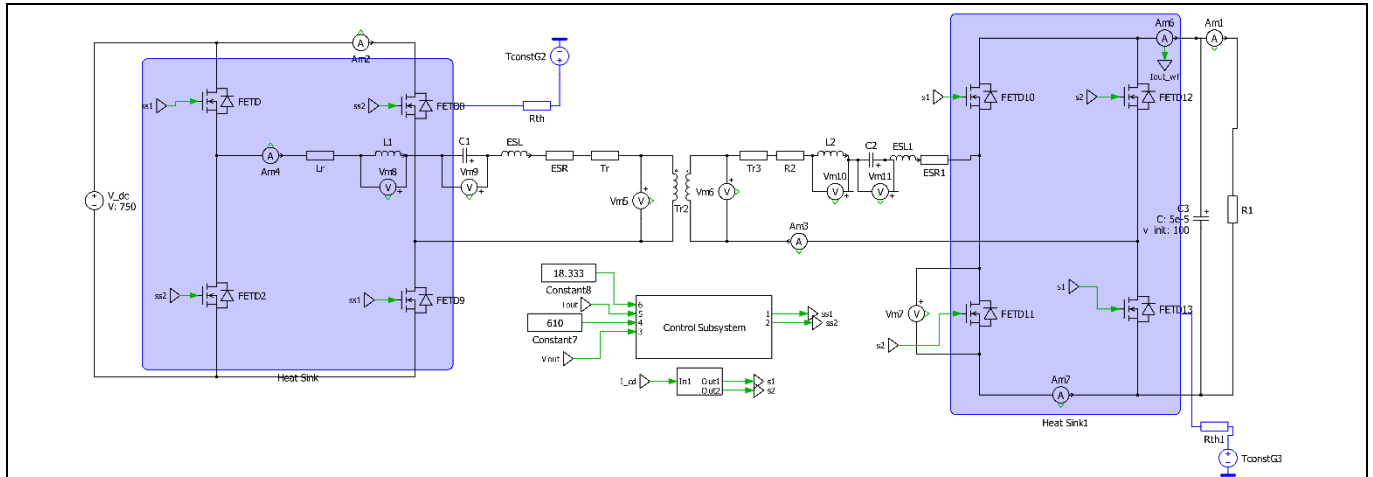 Am2
TconstG2
Rth
ss1
FETD
ss2
FETD8
V_dc
V: 750
Am4
Lr
L1
Vm8
C1
Vm9
ESL
ESR
Tr
Vm5
Tr2
Vm6
Tr3
R2
L2
Vm10
C2
Vm11
ESL1
ESR1
Am3
ss2
FETD2
ss1
FETD9
Heat Sink
18.333
Constant8
Iout
610
Constant7
Vout
6
5
4
3
Control Subsystem
1
2
ss1
ss2
I_cd
In1
Out1
Out2
s1
s2
s1
FETD10
s2
FETD12
Am6
Iout_wf
Am1
C3
C: 5e-5
v_init: 100
R1
Vm7
s2
FETD11
s1
FETD13
Am7
Heat Sink1
Rth1
TconstG3
A
A
A
A
A
A
V
V
V
V
V
V
V